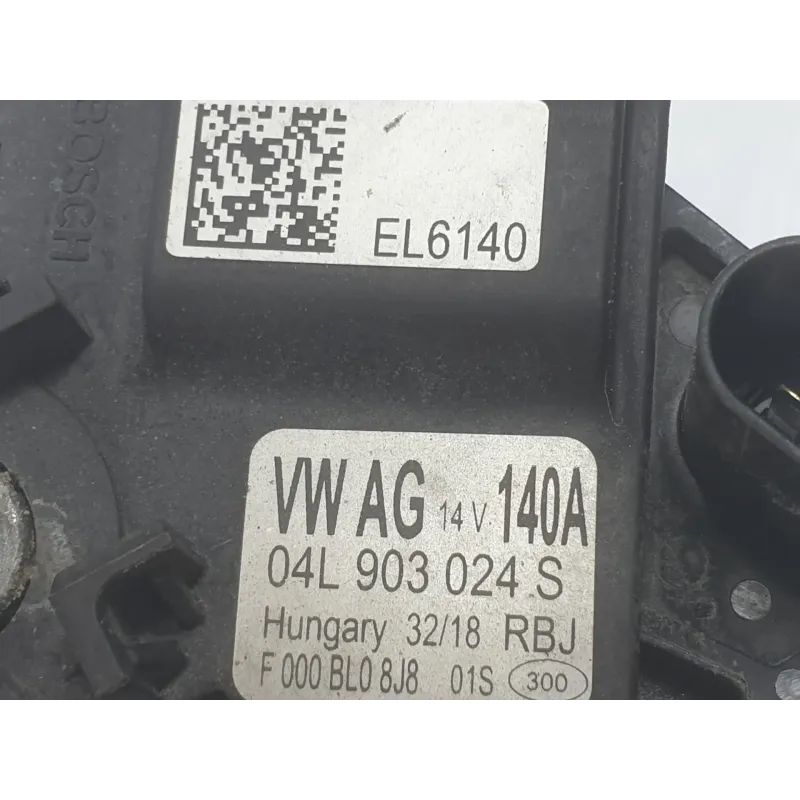 BOSCH
EL6140
VW AG 14 V 140A
04L 903 024 S
Hungary 32/18 RBJ
F 000 BL0 8J8 01S 300